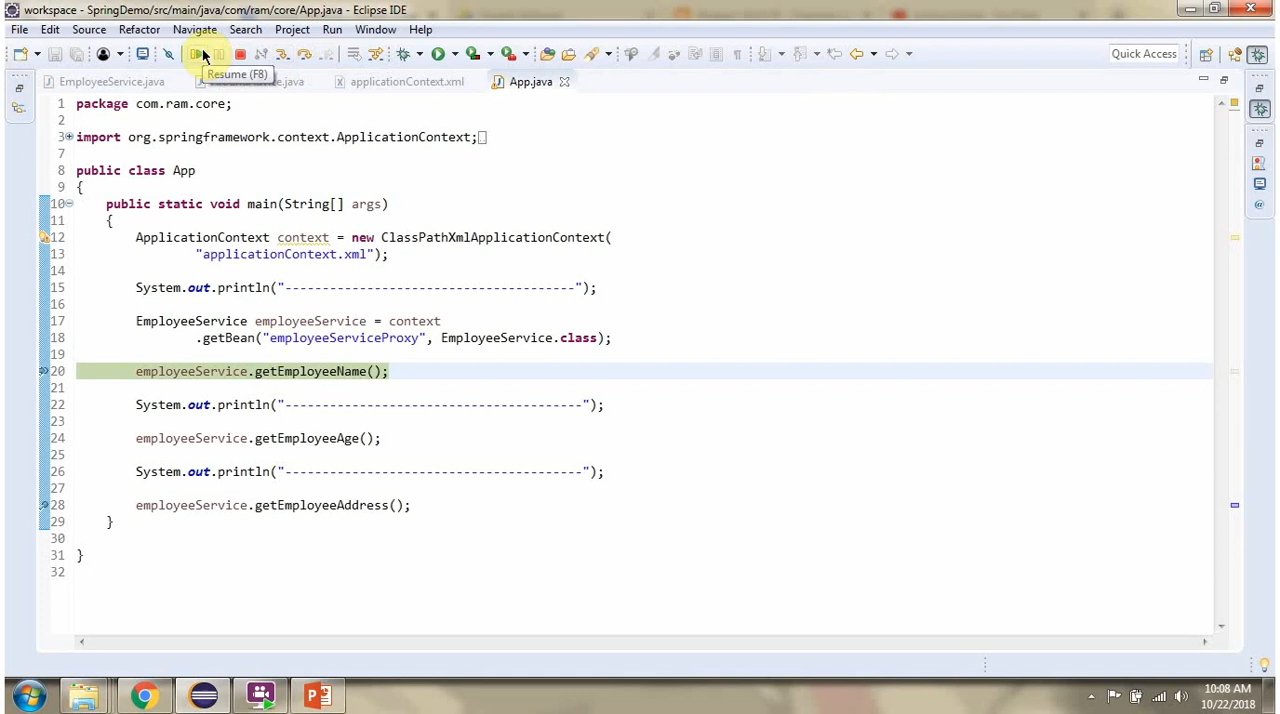 workspace - SpringDemo/src/main/java/com/ram/core/App.java - Eclipse IDE
File Edit Source Refactor Navigate Search Project Run Window Help
Quick Access
Resume (F8)
EmployeeService.java .java applicationContext.xml App.java
1 package com.ram.core;
2
3 import org.springframework.context.ApplicationContext;
7
8 public class App
9 {
10 public static void main(String[] args)
11 {
12 ApplicationContext context = new ClassPathXmlApplicationContext(
13 "applicationContext.xml");
14
15 System.out.println("---------------------------------------");
16
17 EmployeeService employeeService = context
18 .getBean("employeeServiceProxy", EmployeeService.class);
19
20 employeeService.getEmployeeName();
21
22 System.out.println("----------------------------------------");
23
24 employeeService.getEmployeeAge();
25
26 System.out.println("----------------------------------------");
27
28 employeeService.getEmployeeAddress();
29 }
30
31 }
32
10:08 AM
10/22/2018